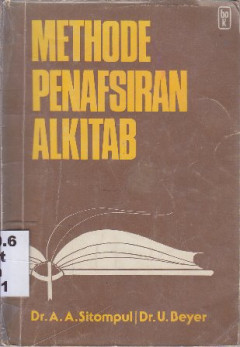 METHODE
PENAFSIRAN
ALKITAB
Dr. A. A. Sitompul | Dr. U. Beyer